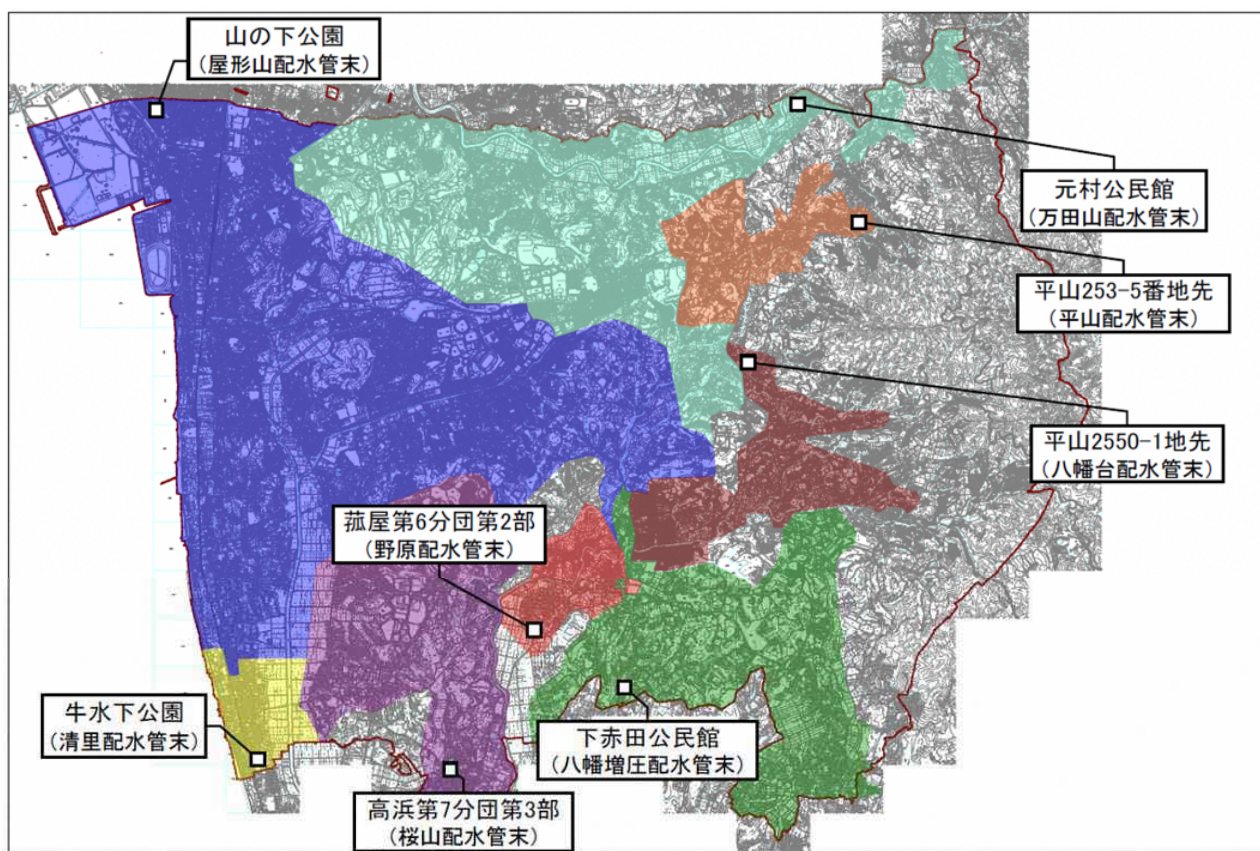 山の下公園
(屋形山配水管末)
元村公民館
(万田山配水管末)
平山253-5番地先
(平山配水管末)
平山2550-1地先
(八幡台配水管末)
菰屋第6分団第2部
(野原配水管末)
牛水下公園
(清里配水管末)
下赤田公民館
(八幡増圧配水管末)
高浜第7分団第3部
(桜山配水管末)